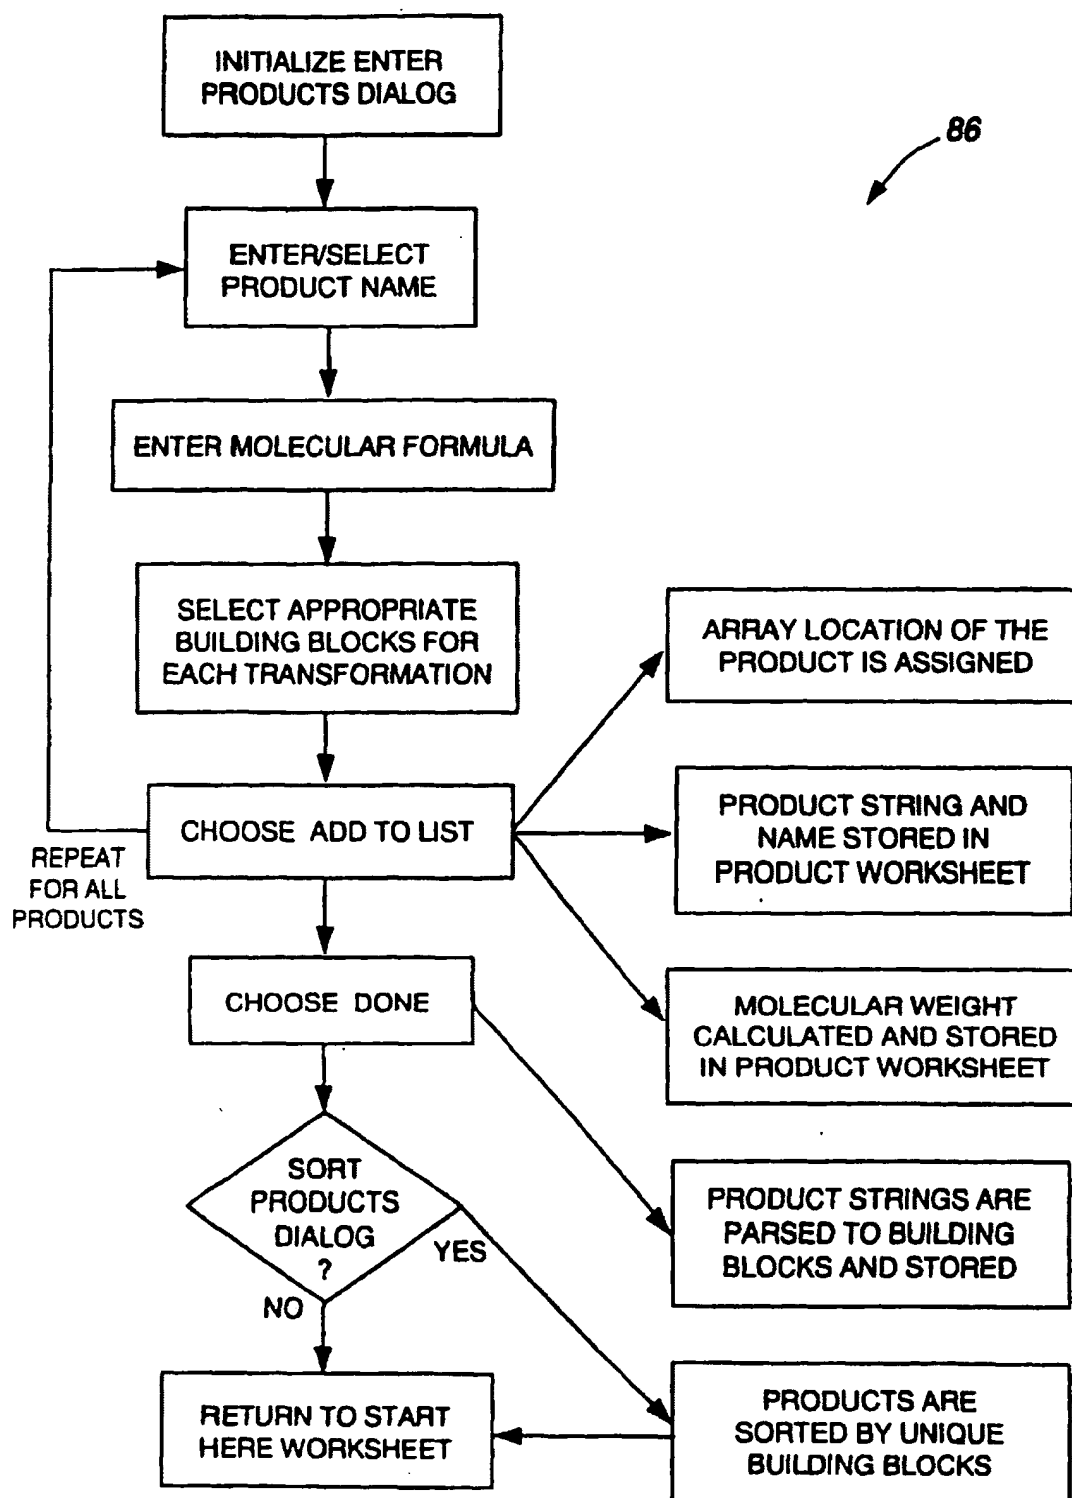 INITIALIZE ENTER
PRODUCTS DIALOG
86
ENTER/SELECT
PRODUCT NAME
ENTER MOLECULAR FORMULA
SELECT APPROPRIATE
BUILDING BLOCKS FOR
EACH TRANSFORMATION
ARRAY LOCATION OF THE
PRODUCT IS ASSIGNED
CHOOSE ADD TO LIST
PRODUCT STRING AND
NAME STORED IN
PRODUCT WORKSHEET
REPEAT
FOR ALL
PRODUCTS
CHOOSE DONE
MOLECULAR WEIGHT
CALCULATED AND STORED
IN PRODUCT WORKSHEET
SORT
PRODUCTS
DIALOG
?
YES
NO
PRODUCT STRINGS ARE
PARSED TO BUILDING
BLOCKS AND STORED
RETURN TO START
HERE WORKSHEET
PRODUCTS ARE
SORTED BY UNIQUE
BUILDING BLOCKS